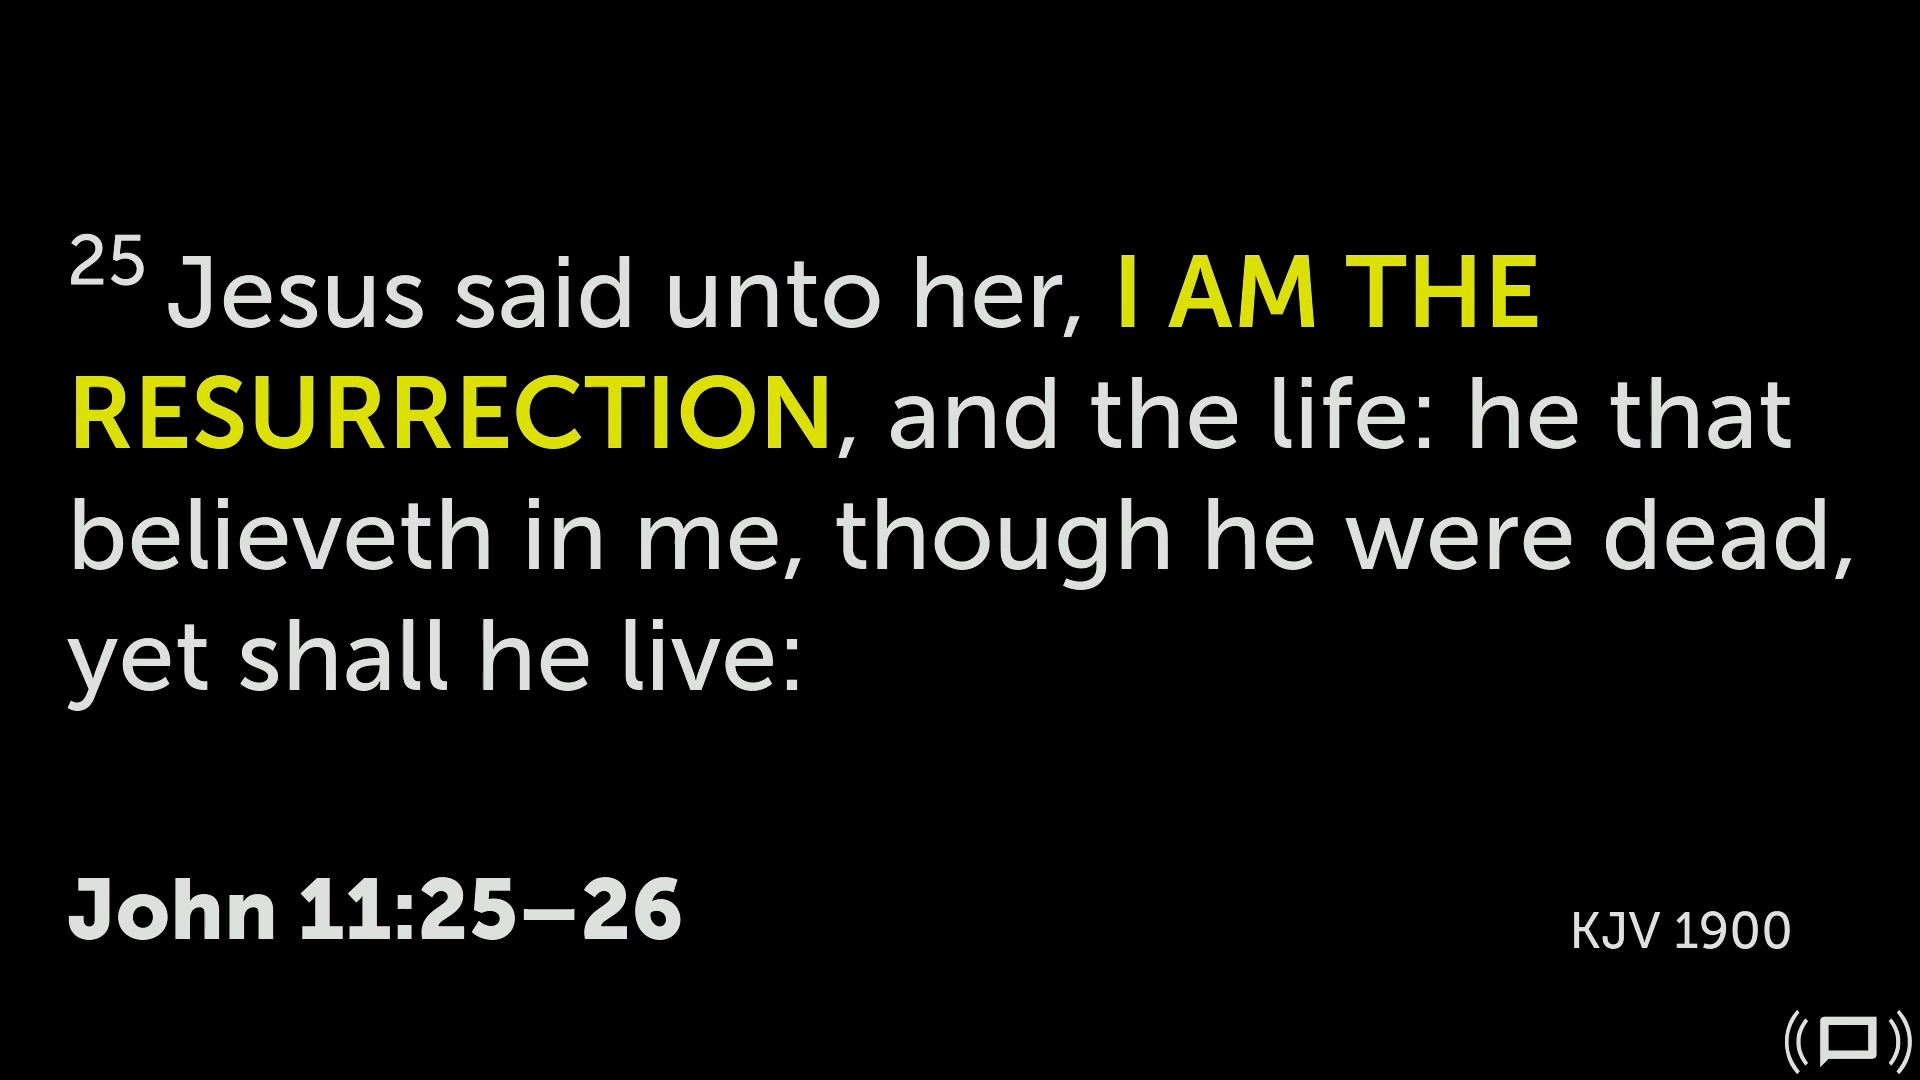 25 Jesus said unto her, I AM THE
RESURRECTION, and the life: he that
believeth in me, though he were dead,
yet shall he live:
John 11:25–26
KJV 1900